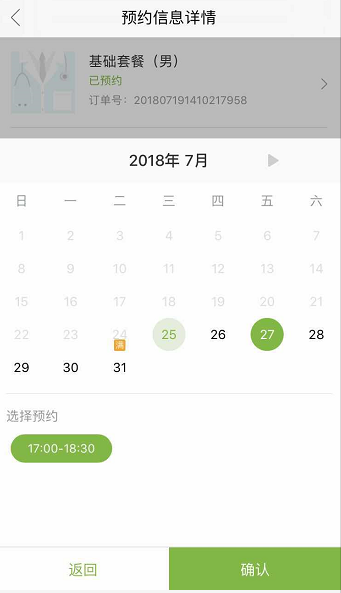 预约信息详情
基础套餐（男）
已预约
订单号：201807191410217958
2018年 7月
日 一 二 三 四 五 六
1 2 3 4 5 6 7
8 9 10 11 12 13 14
15 16 17 18 19 20 21
22 23 24 25 26 27 28
满
29 30 31
选择预约
17:00-18:30
返回 确认